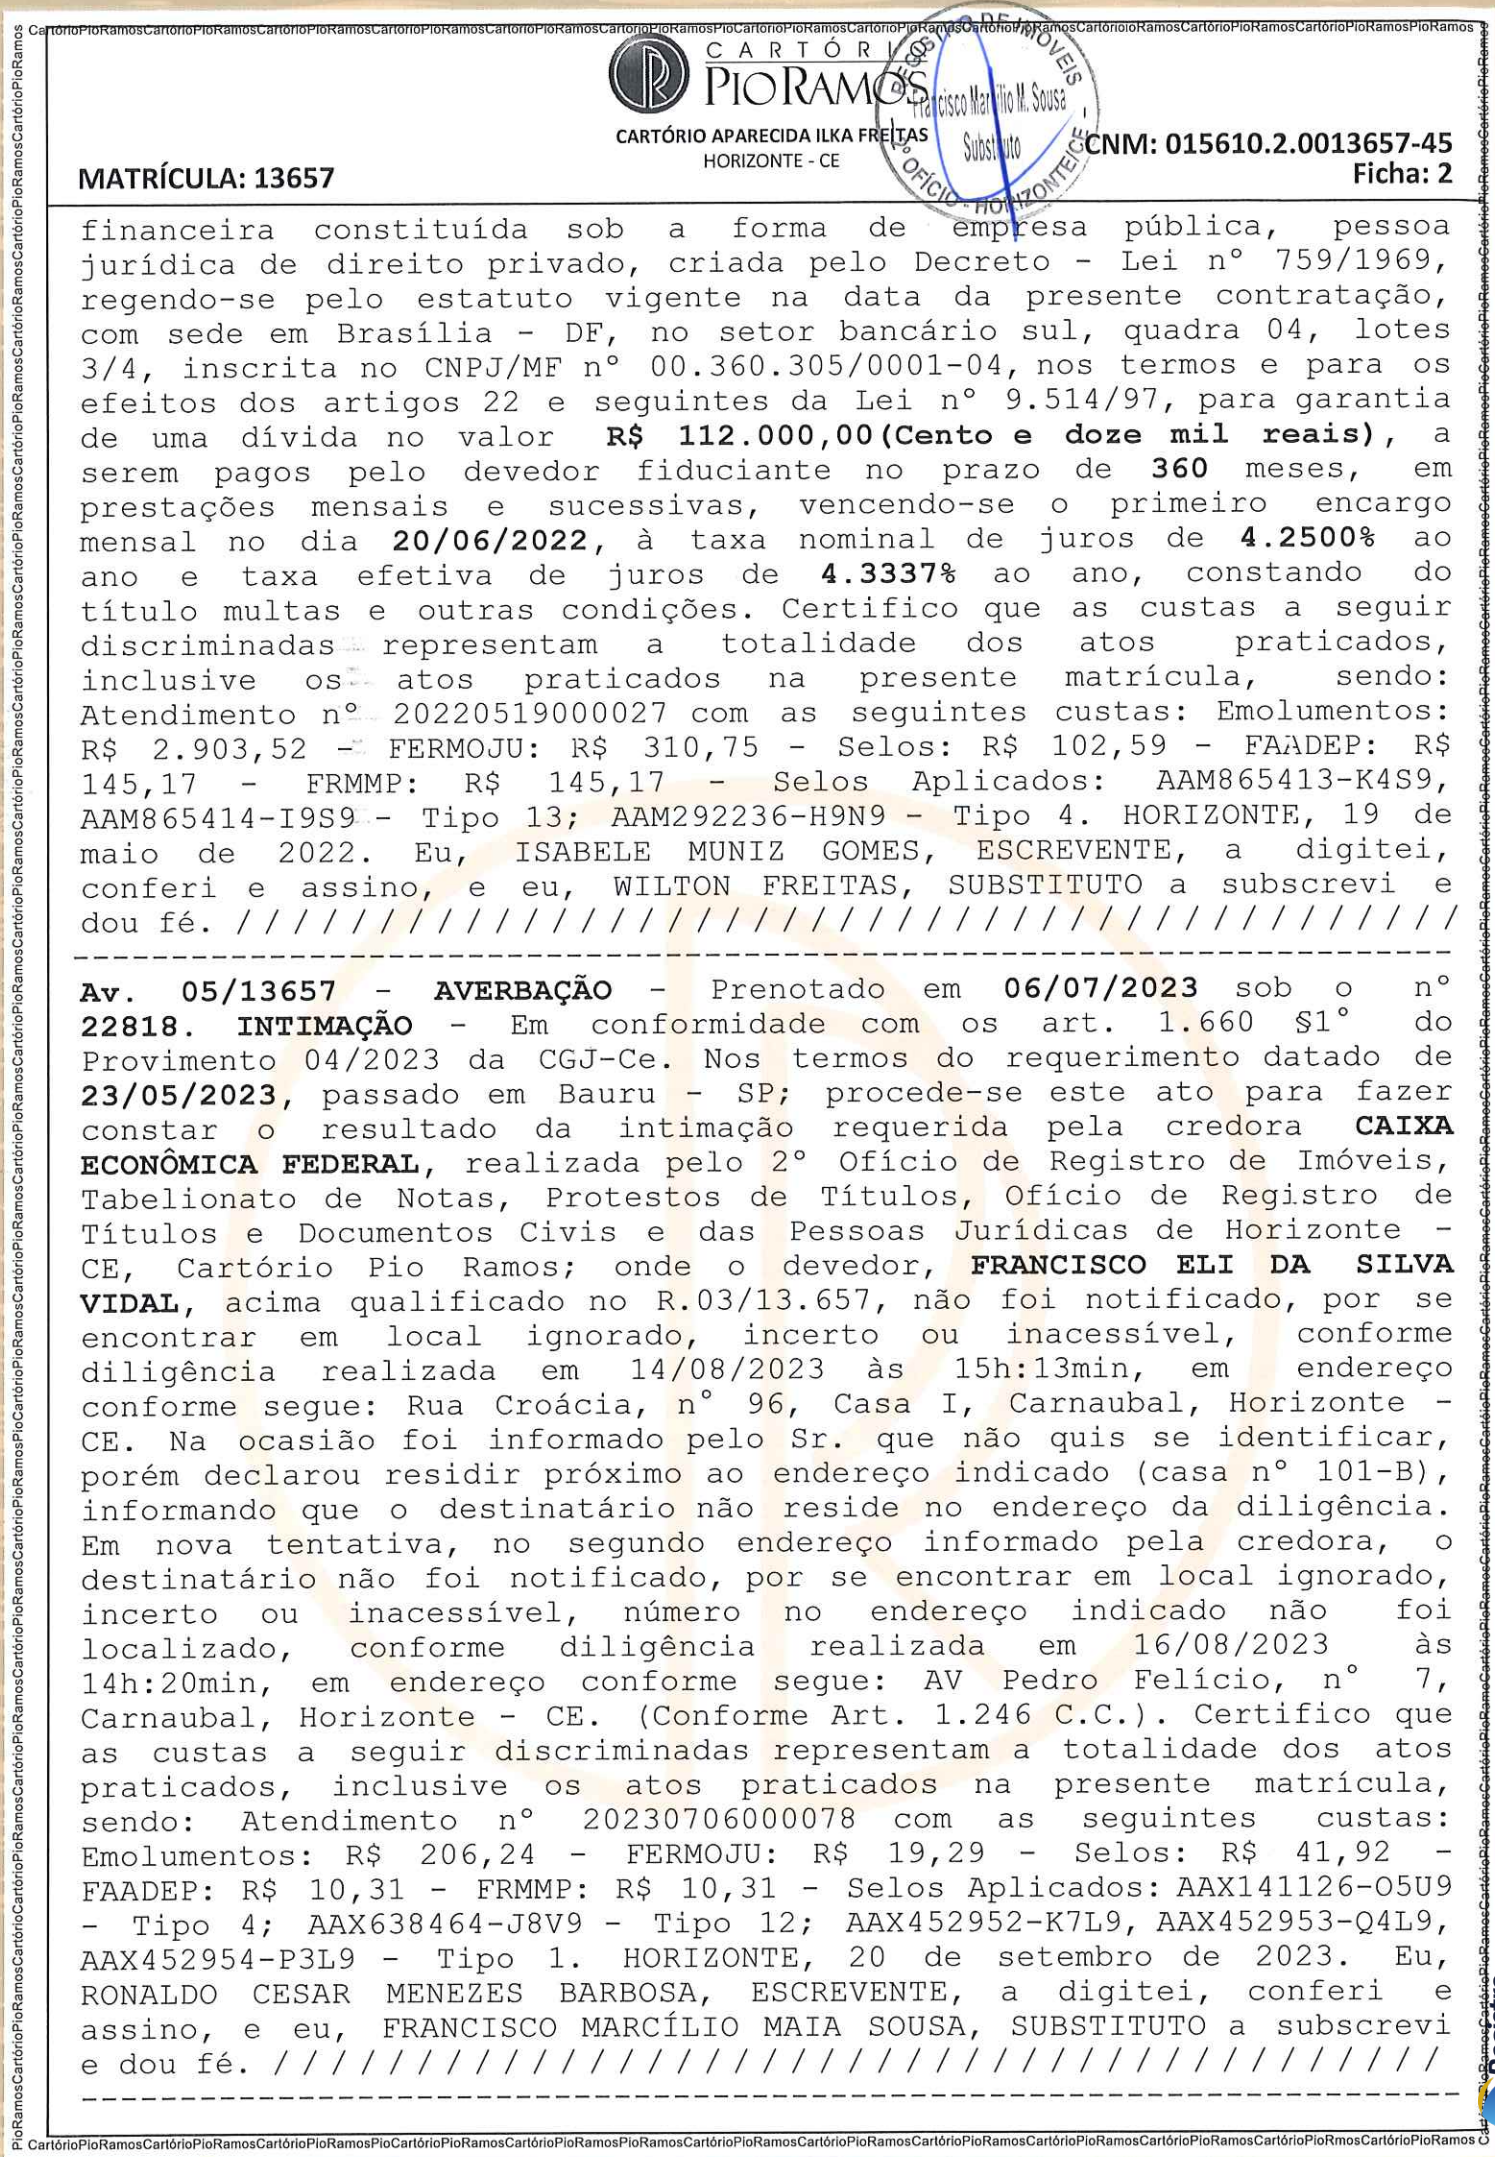 CartórioPioRamosCartórioPioRamosCartórioPioRamosCartórioPioRamosCartórioPioRamosPioCartórioPioRamosCartórioPioRamosCartórioPioRamosCartórioPioRamosCartórioPioRamosPioRamos
CARTÓRIO
PIO RAMOS
CARTÓRIO APARECIDA ILKA FREITAS
HORIZONTE - CE
REGISTRO DE IMÓVEIS
Francisco Marcílio M. Sousa
Substituto
2º OFÍCIO - HORIZONTE/CE -
CNM: 015610.2.0013657-45
MATRÍCULA: 13657
Ficha: 2
financeira constituída sob a forma de empresa pública, pessoa
jurídica de direito privado, criada pelo Decreto - Lei nº 759/1969,
regendo-se pelo estatuto vigente na data da presente contratação,
com sede em Brasília - DF, no setor bancário sul, quadra 04, lotes
3/4, inscrita no CNPJ/MF nº 00.360.305/0001-04, nos termos e para os
efeitos dos artigos 22 e seguintes da Lei nº 9.514/97, para garantia
de uma dívida no valor R$ 112.000,00(Cento e doze mil reais), a
serem pagos pelo devedor fiduciante no prazo de 360 meses, em
prestações mensais e sucessivas, vencendo-se o primeiro encargo
mensal no dia 20/06/2022, à taxa nominal de juros de 4.2500% ao
ano e taxa efetiva de juros de 4.3337% ao ano, constando do
título multas e outras condições. Certifico que as custas a seguir
discriminadas representam a totalidade dos atos praticados,
inclusive os atos praticados na presente matrícula, sendo:
Atendimento nº 20220519000027 com as seguintes custas: Emolumentos:
R$ 2.903,52 - FERMOJU: R$ 310,75 - Selos: R$ 102,59 - FAADEP: R$
145,17 - FRMMP: R$ 145,17 - Selos Aplicados: AAM865413-K4S9,
AAM865414-I9S9 - Tipo 13; AAM292236-H9N9 - Tipo 4. HORIZONTE, 19 de
maio de 2022. Eu, ISABELE MUNIZ GOMES, ESCREVENTE, a digitei,
conferi e assino, e eu, WILTON FREITAS, SUBSTITUTO a subscrevi e
dou fé. ///////////////////////////////////////////
------------------------------------------------------------
Av. 05/13657 - AVERBAÇÃO - Prenotado em 06/07/2023 sob o nº
22818. INTIMAÇÃO - Em conformidade com os art. 1.660 §1° do
Provimento 04/2023 da CGJ-Ce. Nos termos do requerimento datado de
23/05/2023, passado em Bauru - SP; procede-se este ato para fazer
constar o resultado da intimação requerida pela credora CAIXA
ECONÔMICA FEDERAL, realizada pelo 2º Ofício de Registro de Imóveis,
Tabelionato de Notas, Protestos de Títulos, Ofício de Registro de
Títulos e Documentos Civis e das Pessoas Jurídicas de Horizonte -
CE, Cartório Pio Ramos; onde o devedor, FRANCISCO ELI DA SILVA
VIDAL, acima qualificado no R.03/13.657, não foi notificado, por se
encontrar em local ignorado, incerto ou inacessível, conforme
diligência realizada em 14/08/2023 às 15h:13min, em endereço
conforme segue: Rua Croácia, n° 96, Casa I, Carnaubal, Horizonte -
CE. Na ocasião foi informado pelo Sr. que não quis se identificar,
porém declarou residir próximo ao endereço indicado (casa nº 101-B),
informando que o destinatário não reside no endereço da diligência.
Em nova tentativa, no segundo endereço informado pela credora, o
destinatário não foi notificado, por se encontrar em local ignorado,
incerto ou inacessível, número no endereço indicado não foi
localizado, conforme diligência realizada em 16/08/2023 às
14h:20min, em endereço conforme segue: AV Pedro Felício, n° 7,
Carnaubal, Horizonte - CE. (Conforme Art. 1.246 C.C.). Certifico que
as custas a seguir discriminadas representam a totalidade dos atos
praticados, inclusive os atos praticados na presente matrícula,
sendo: Atendimento nº 20230706000078 com as seguintes custas:
Emolumentos: R$ 206,24 - FERMOJU: R$ 19,29 - Selos: R$ 41,92 -
FAADEP: R$ 10,31 - FRMMP: R$ 10,31 - Selos Aplicados: AAX141126-O5U9
- Tipo 4; AAX638464-J8V9 - Tipo 12; AAX452952-K7L9, AAX452953-Q4L9,
AAX452954-P3L9 - Tipo 1. HORIZONTE, 20 de setembro de 2023. Eu,
RONALDO CESAR MENEZES BARBOSA, ESCREVENTE, a digitei, conferi e
assino, e eu, FRANCISCO MARCÍLIO MAIA SOUSA, SUBSTITUTO a subscrevi
e dou fé. /////////////////////////////////////////
------------------------------------------------------------
CartórioPioRamosCartórioPioRamosCartórioPioRamosPioCartórioPioRamosCartórioPioRamosCartórioPioRamosCartórioPioRamosCartórioPioRamosCartórioPioRamosCartórioPioRmosCartórioPioRamos